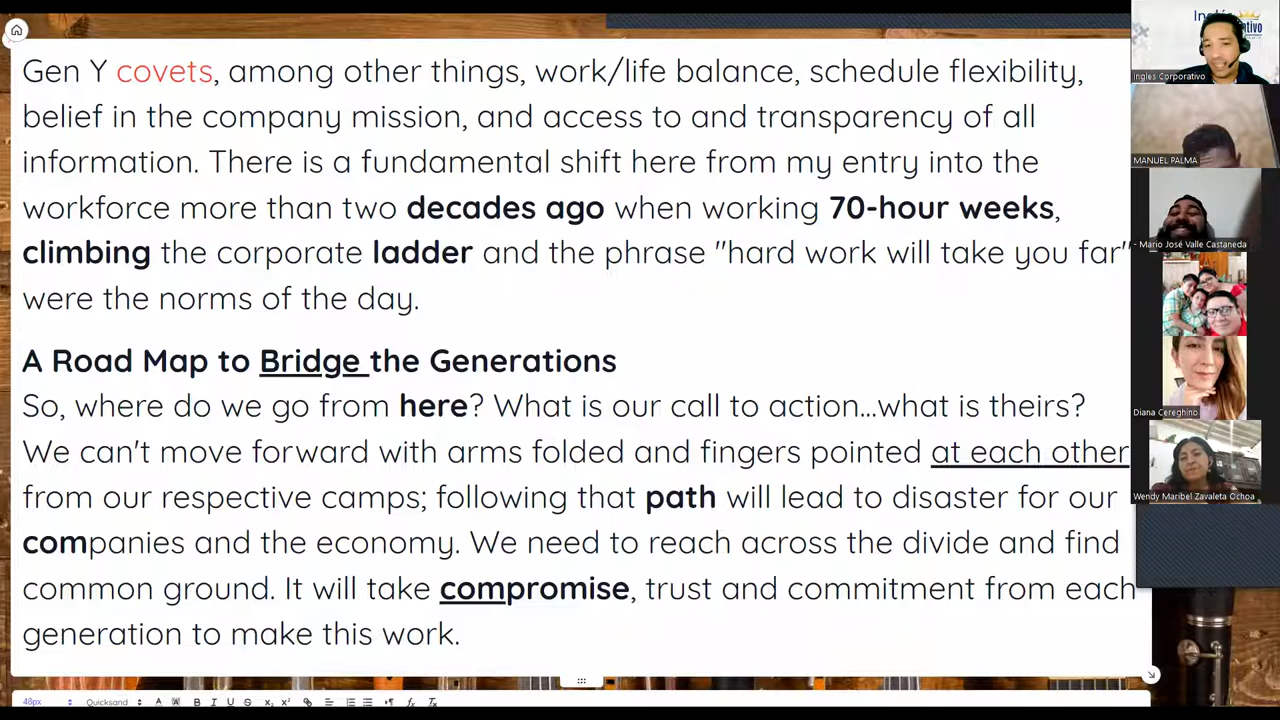 Gen Y covets, among other things, work/life balance, schedule flexibility,
belief in the company mission, and access to and transparency of all
information. There is a fundamental shift here from my entry into the
workforce more than two decades ago when working 70-hour weeks,
climbing the corporate ladder and the phrase "hard work will take you far"
were the norms of the day.
A Road Map to Bridge the Generations
So, where do we go from here? What is our call to action...what is theirs?
We can't move forward with arms folded and fingers pointed at each other
from our respective camps; following that path will lead to disaster for our
companies and the economy. We need to reach across the divide and find
common ground. It will take compromise, trust and commitment from each
generation to make this work.
Ingles Corporativo
MANUEL PALMA
- Mario José Valle Castaneda
Diana Cereghino
Wendy Maribel Zavaleta Ochoa
48px Quicksand A B I U S